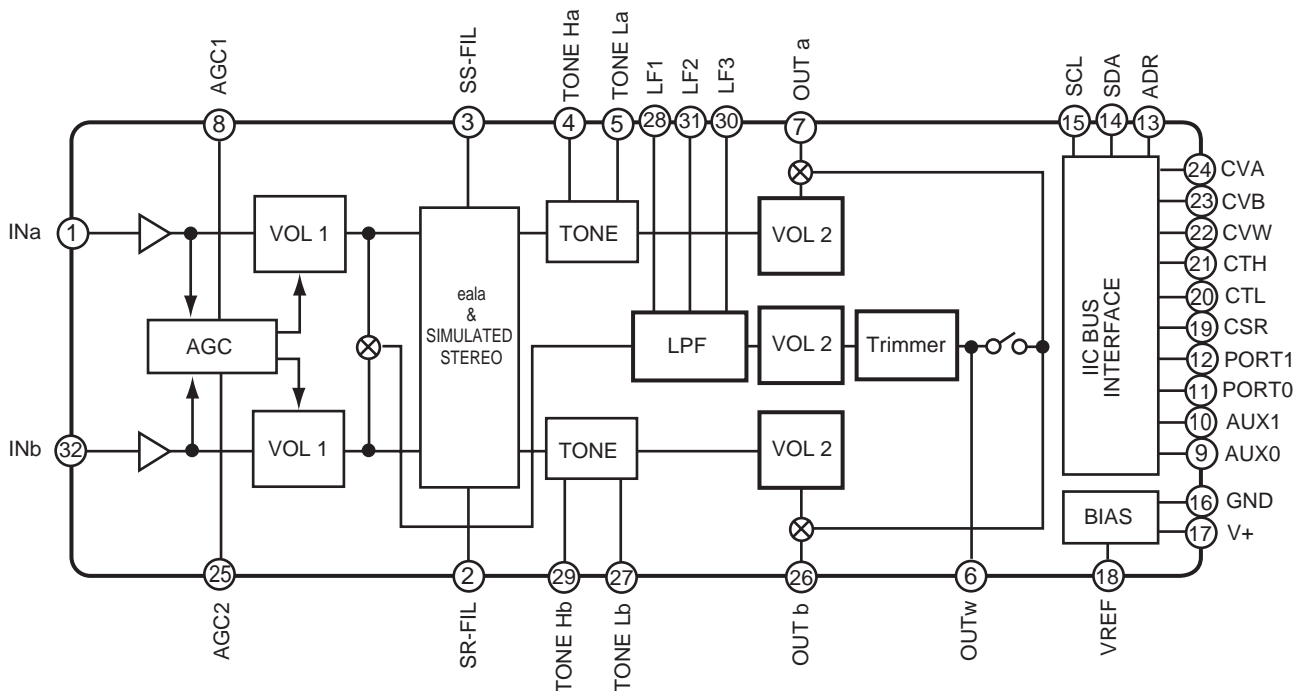 AGC1
SS-FIL
TONE Ha
TONE La
LF1
LF2
LF3
OUT a
SCL
SDA
ADR
8
3
4
5
28
31
30
7
15
14
13
INa
1
VOL 1
TONE
VOL 2
24
CVA
23
CVB
22
CVW
21
CTH
20
CTL
19
CSR
12
PORT1
11
PORT0
10
AUX1
9
AUX0
IIC BUS
INTERFACE
eala
&
SIMULATED
STEREO
AGC
LPF
VOL 2
Trimmer
INb
32
VOL 1
TONE
VOL 2
BIAS
16
GND
17
V+
25
2
29
27
26
6
18
AGC2
SR-FIL
TONE Hb
TONE Lb
OUT b
OUTw
VREF